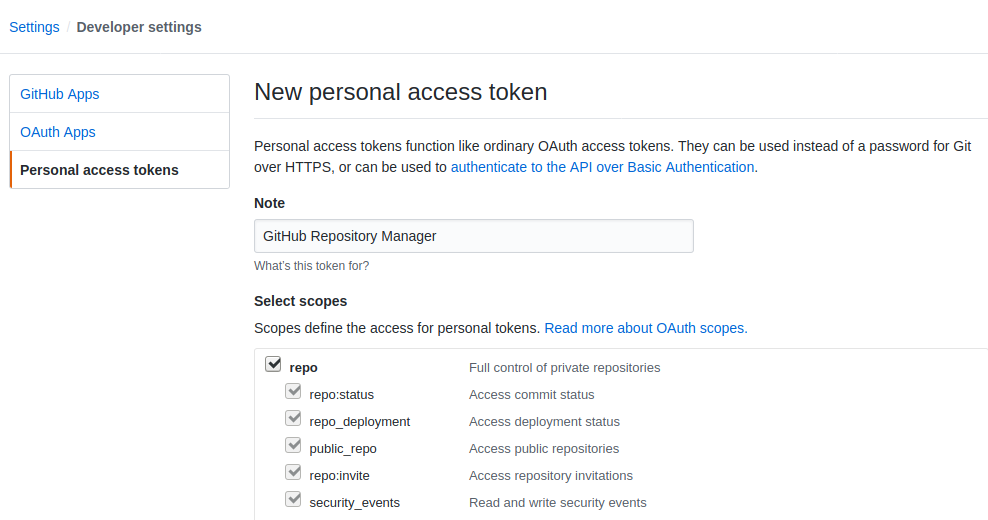 Settings / Developer settings
GitHub Apps
OAuth Apps
Personal access tokens
New personal access token
Personal access tokens function like ordinary OAuth access tokens. They can be used instead of a password for Git
over HTTPS, or can be used to authenticate to the API over Basic Authentication.
Note
GitHub Repository Manager
What's this token for?
Select scopes
Scopes define the access for personal tokens. Read more about OAuth scopes.
repo Full control of private repositories
repo:status Access commit status
repo_deployment Access deployment status
public_repo Access public repositories
repo:invite Access repository invitations
security_events Read and write security events